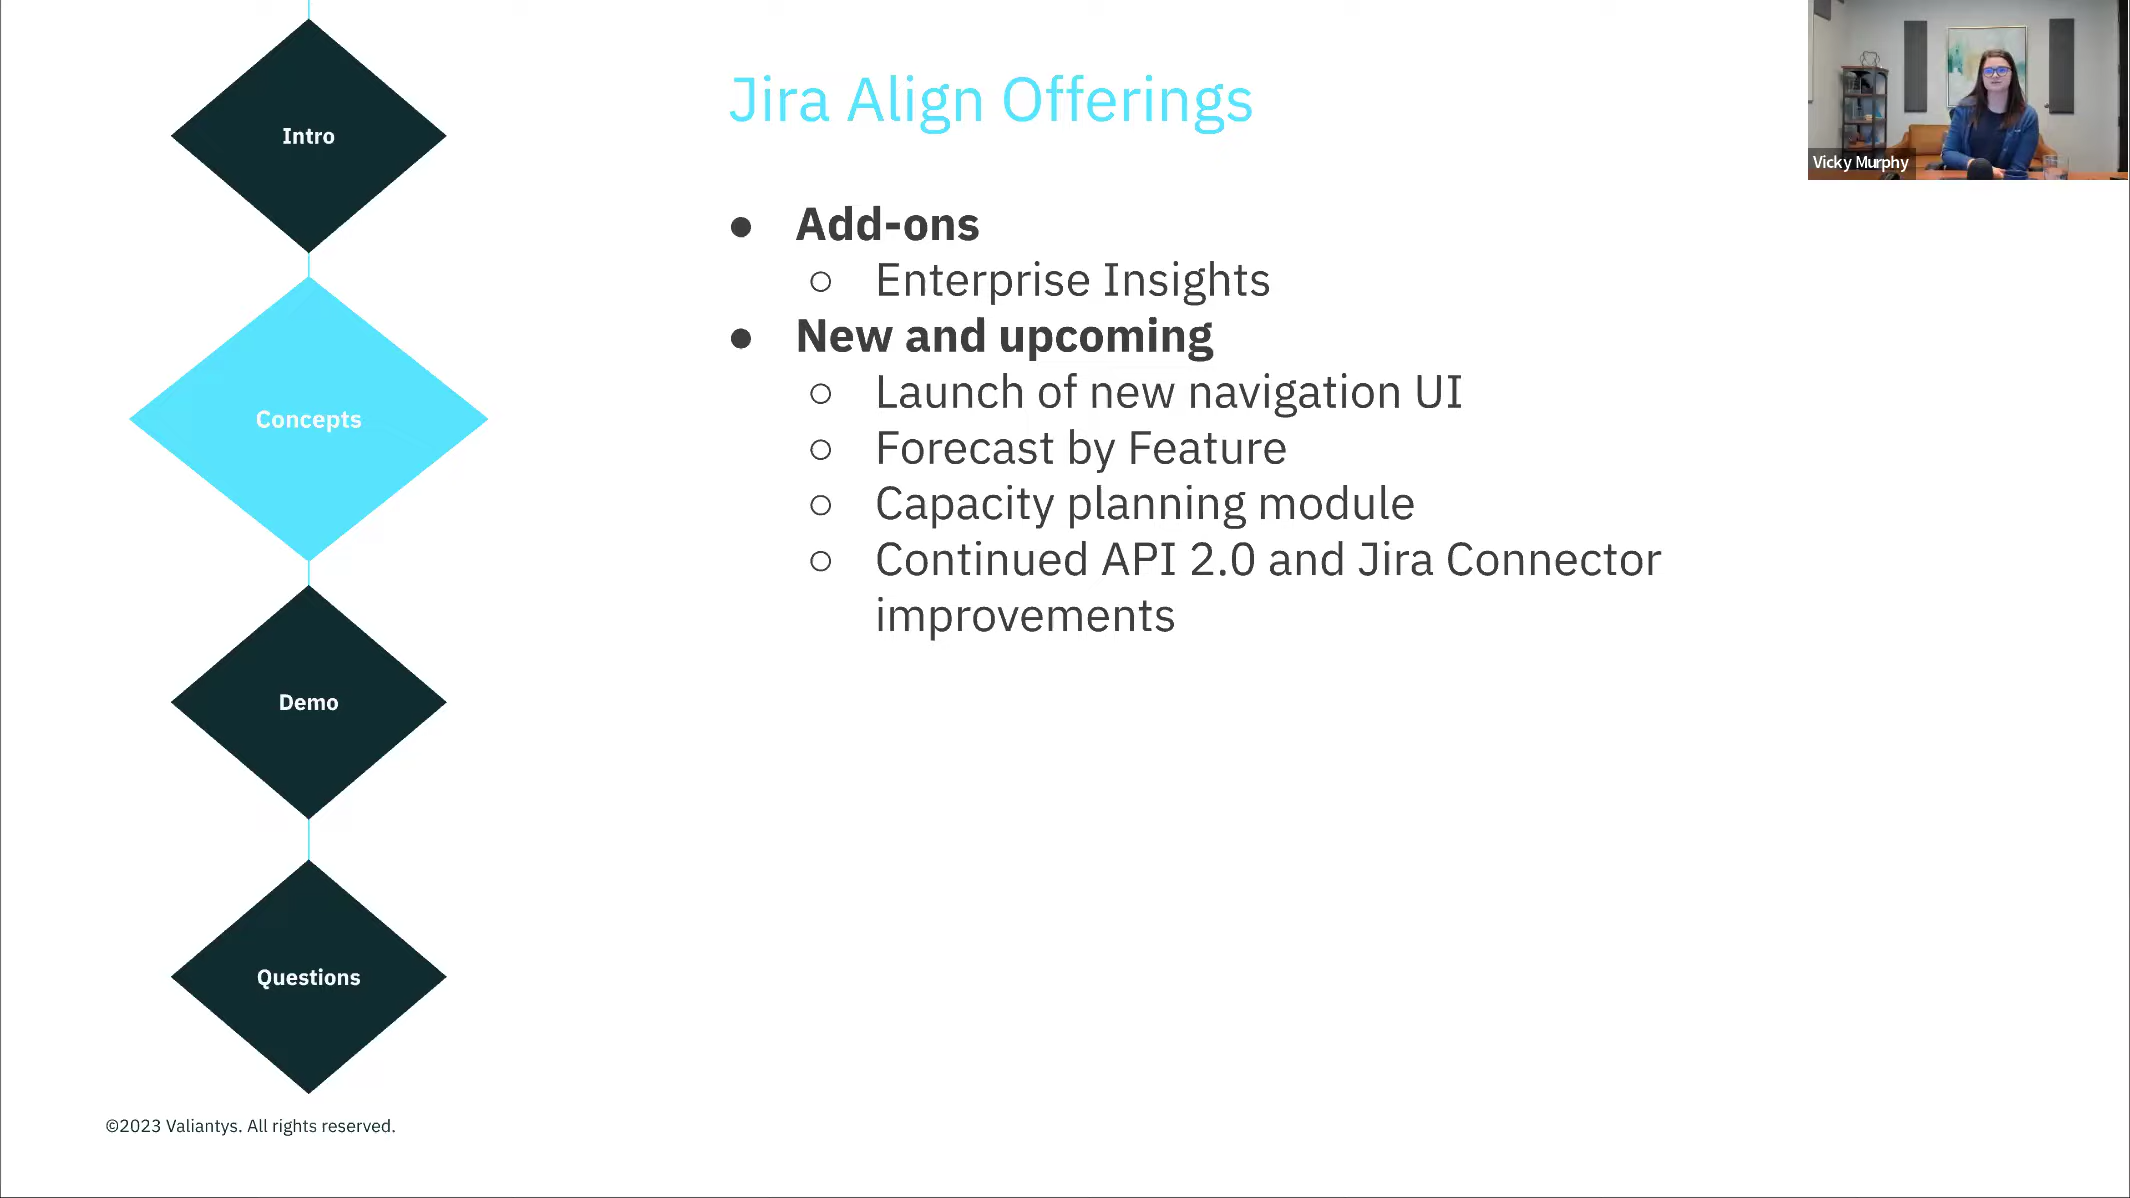 Intro
Concepts
Demo
Questions
Jira Align Offerings
● Add-ons
○ Enterprise Insights
● New and upcoming
○ Launch of new navigation UI
○ Forecast by Feature
○ Capacity planning module
○ Continued API 2.0 and Jira Connector
improvements
Vicky Murphy
©2023 Valiantys. All rights reserved.